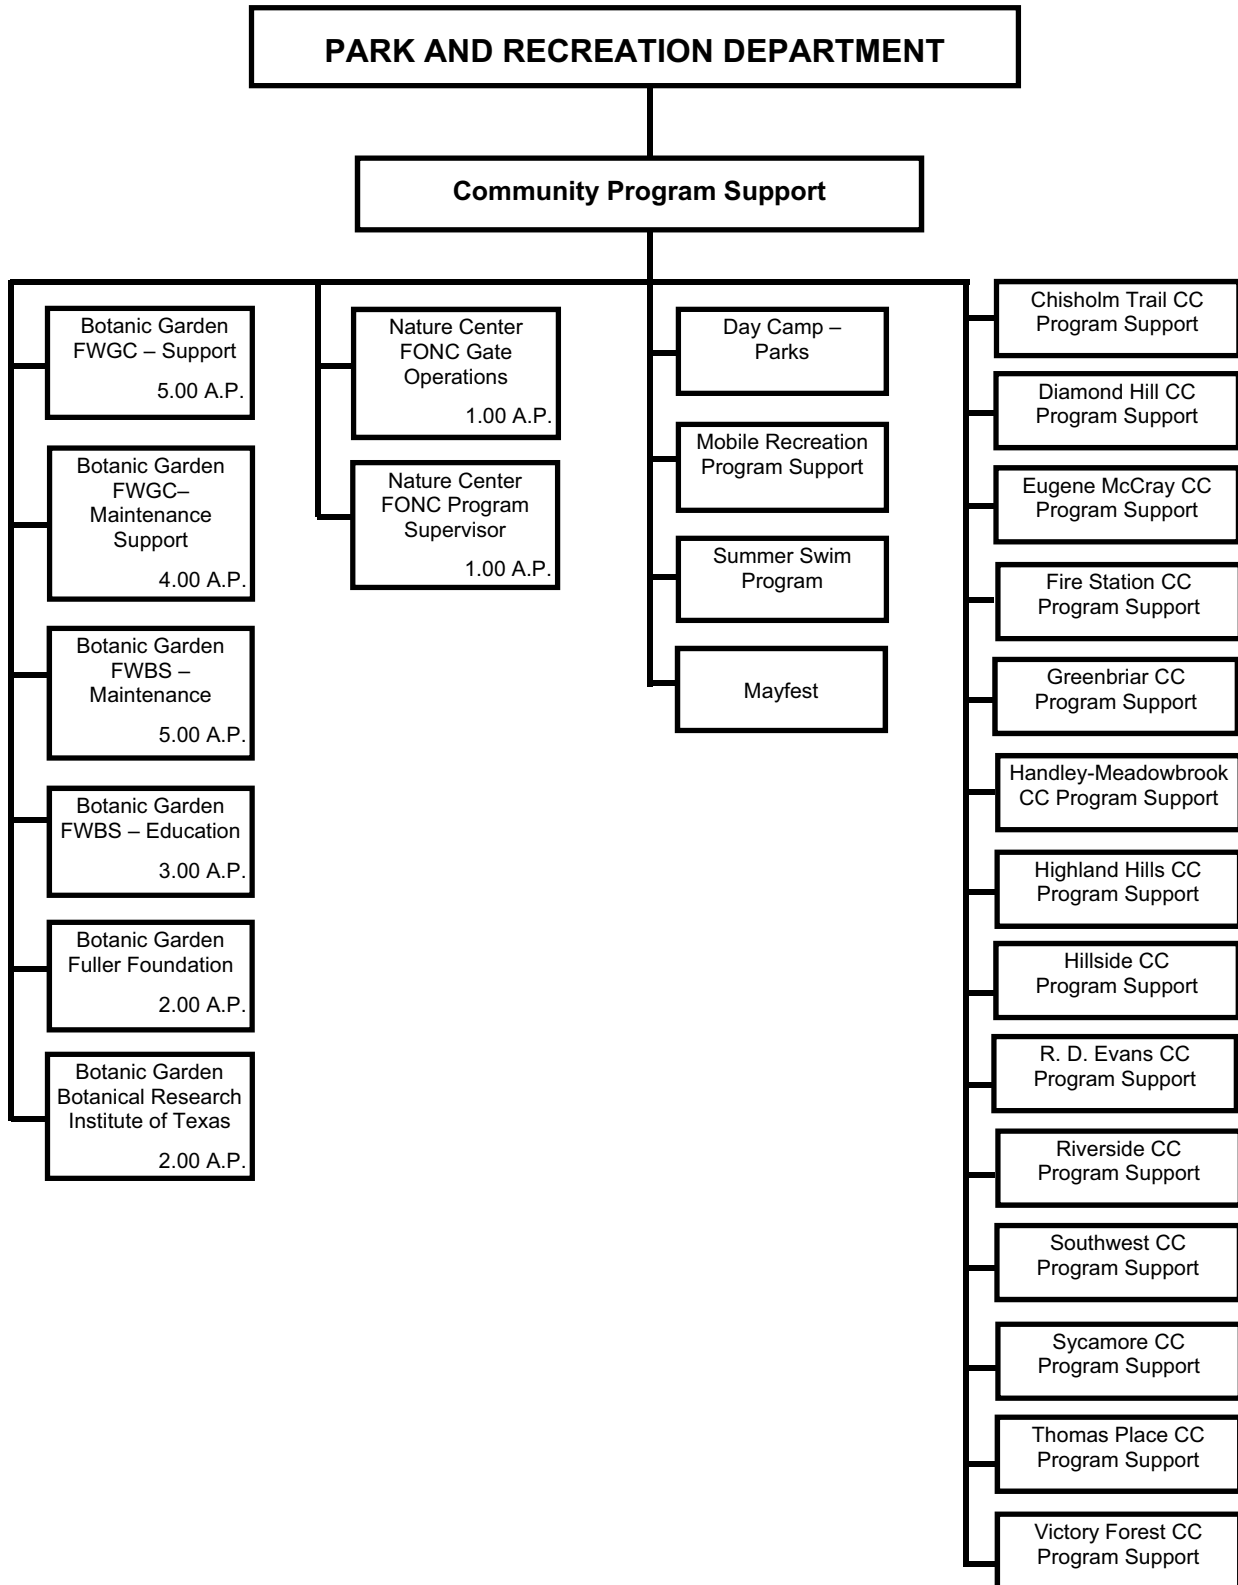 PARK AND RECREATION DEPARTMENT
Community Program Support
Botanic Garden
FWGC – Support
5.00 A.P.
Botanic Garden
FWGC–
Maintenance
Support
4.00 A.P.
Botanic Garden
FWBS –
Maintenance
5.00 A.P.
Botanic Garden
FWBS – Education
3.00 A.P.
Botanic Garden
Fuller Foundation
2.00 A.P.
Botanic Garden
Botanical Research
Institute of Texas
2.00 A.P.
Nature Center
FONC Gate
Operations
1.00 A.P.
Nature Center
FONC Program
Supervisor
1.00 A.P.
Day Camp –
Parks
Mobile Recreation
Program Support
Summer Swim
Program
Mayfest
Chisholm Trail CC
Program Support
Diamond Hill CC
Program Support
Eugene McCray CC
Program Support
Fire Station CC
Program Support
Greenbriar CC
Program Support
Handley-Meadowbrook
CC Program Support
Highland Hills CC
Program Support
Hillside CC
Program Support
R. D. Evans CC
Program Support
Riverside CC
Program Support
Southwest CC
Program Support
Sycamore CC
Program Support
Thomas Place CC
Program Support
Victory Forest CC
Program Support